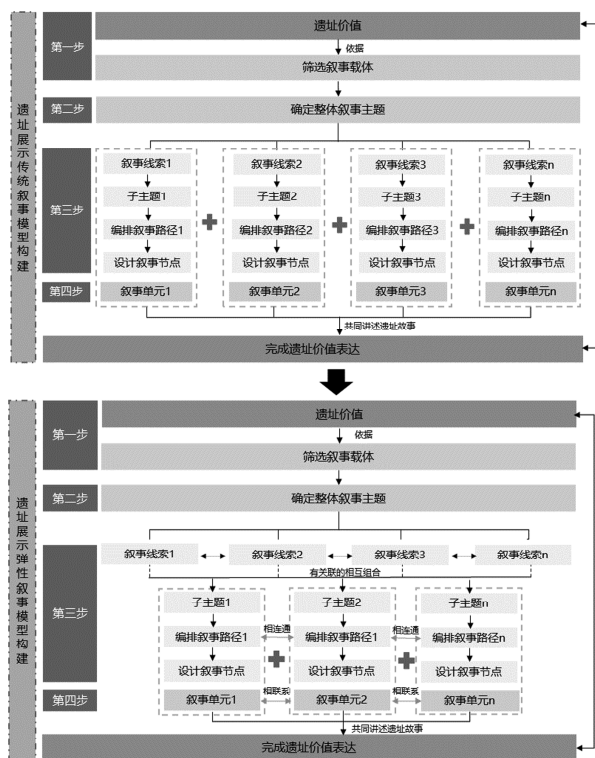 遗址展示传统叙事模型构建
第一步
遗址价值
依据
筛选叙事载体
第二步
确定整体叙事主题
第三步
叙事线索1
子主题1
编排叙事路径1
设计叙事节点
叙事线索2
子主题2
编排叙事路径2
设计叙事节点
叙事线索3
子主题3
编排叙事路径3
设计叙事节点
叙事线索n
子主题n
编排叙事路径n
设计叙事节点
第四步
叙事单元1
叙事单元2
叙事单元3
叙事单元n
共同讲述遗址故事
完成遗址价值表达
遗址展示弹性叙事模型构建
第一步
遗址价值
依据
筛选叙事载体
第二步
确定整体叙事主题
第三步
叙事线索1
叙事线索2
叙事线索3
叙事线索n
有关联的相互组合
子主题1
编排叙事路径1
设计叙事节点
相连通
子主题2
编排叙事路径1
设计叙事节点
相连通
子主题n
编排叙事路径n
设计叙事节点
第四步
叙事单元1
相联系
叙事单元2
相联系
叙事单元n
共同讲述遗址故事
完成遗址价值表达